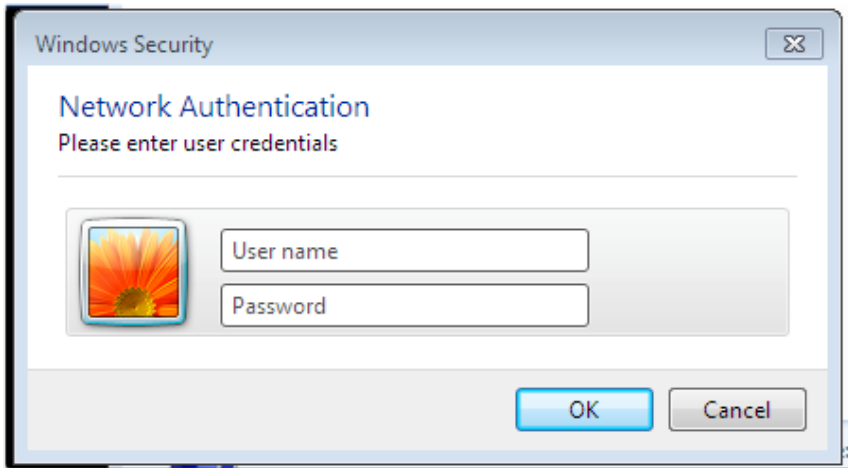 Windows Security
Network Authentication
Please enter user credentials
User name
Password
OK
Cancel